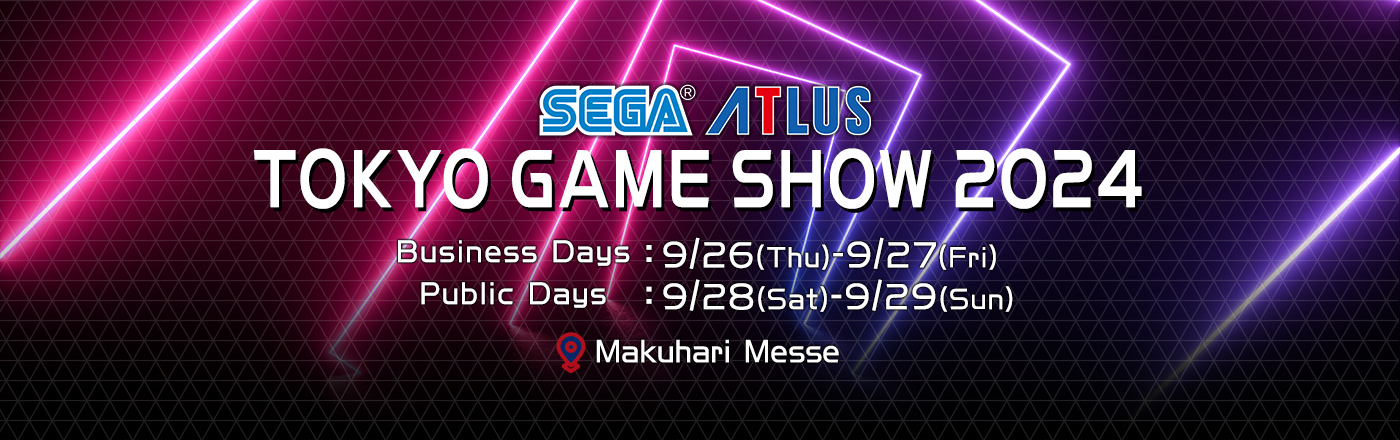 SEGA® ATLUS
TOKYO GAME SHOW 2024
Business Days : 9/26(Thu)-9/27(Fri)
Public Days : 9/28(Sat)-9/29(Sun)
Makuhari Messe